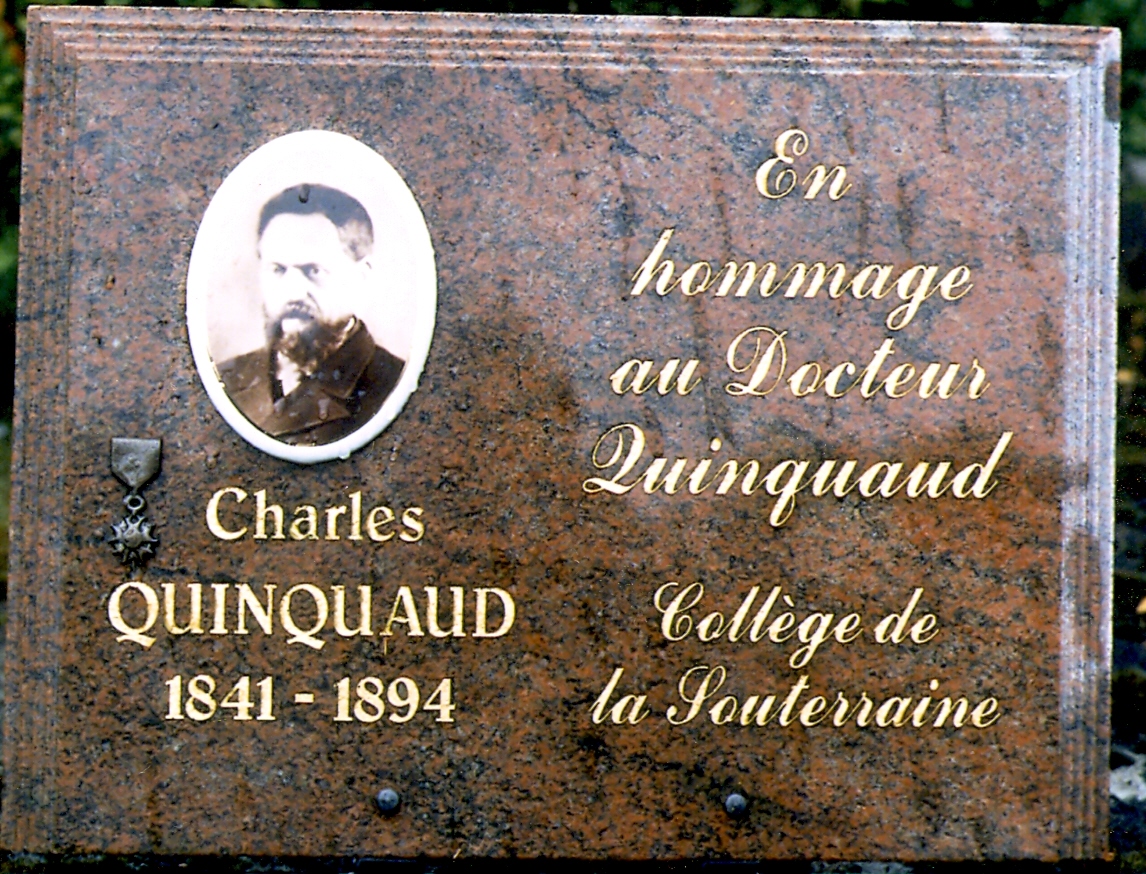 Charles
QUINQUAUD
1841 - 1894
En
hommage
au Docteur
Quinquaud
Collège de
la Souterraine